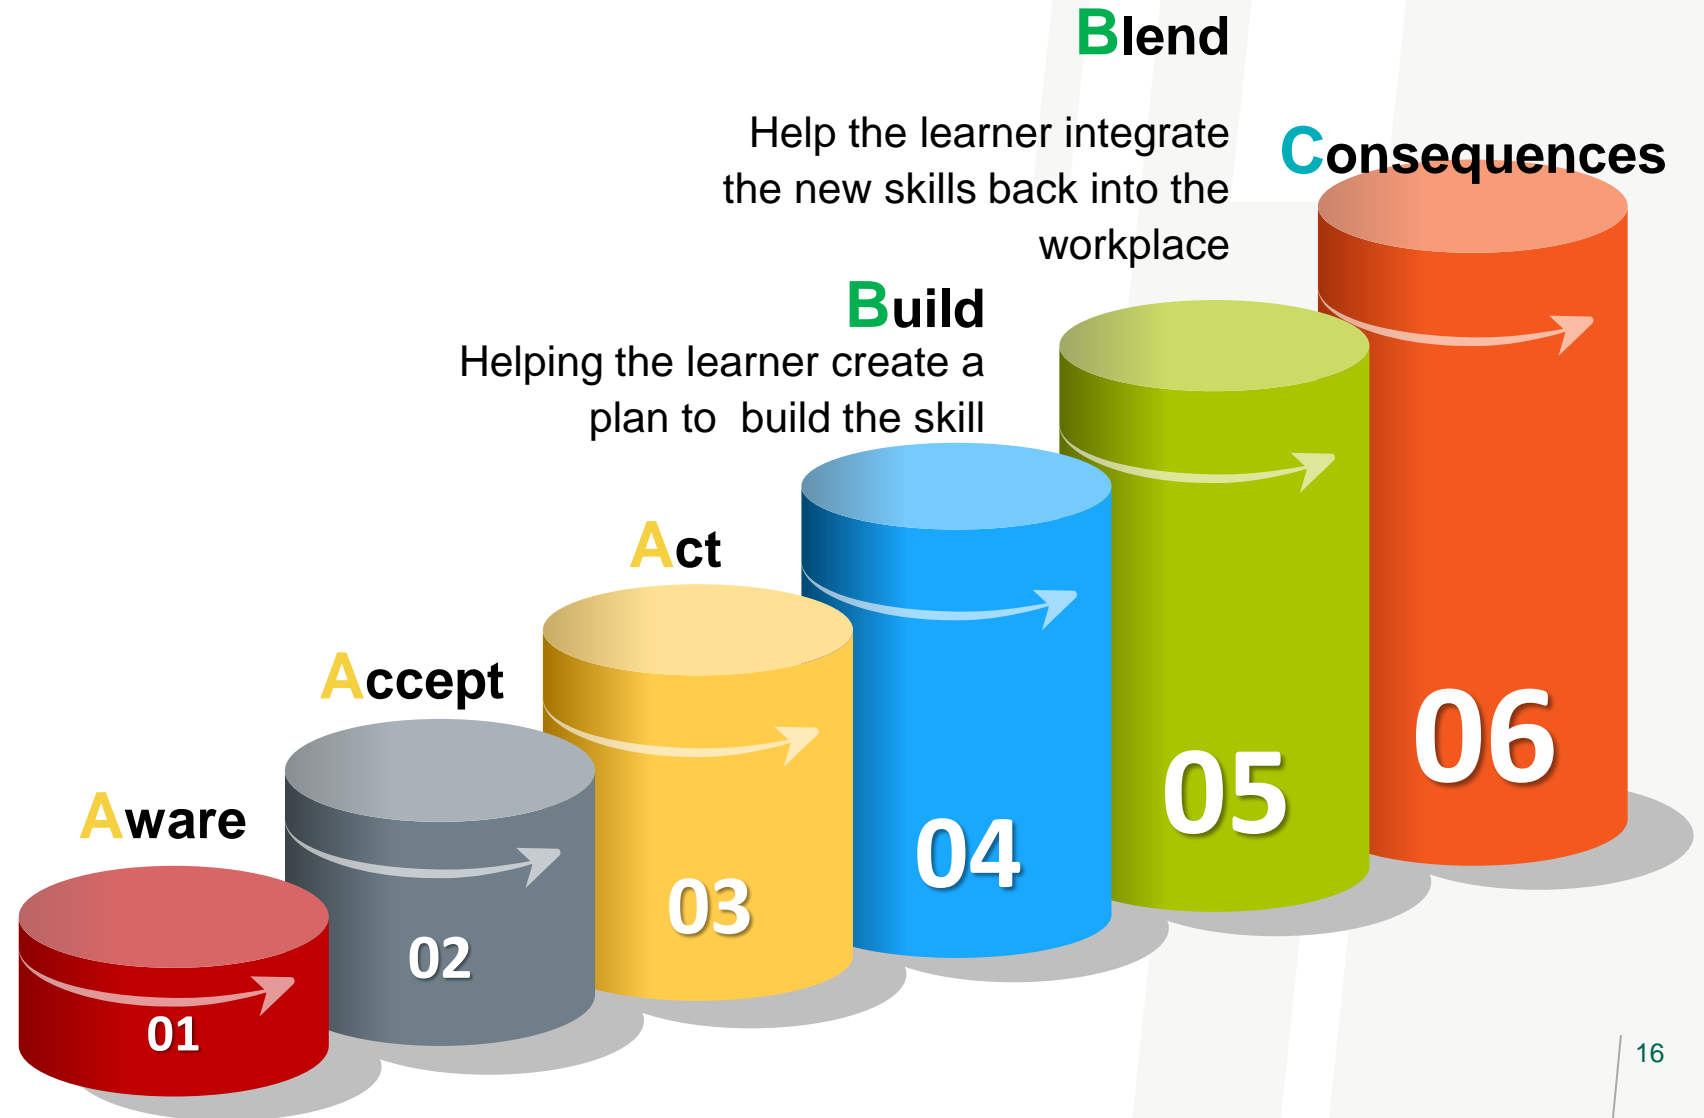 Blend
Help the learner integrate
the new skills back into the
workplace
Consequences
Build
Helping the learner create a
plan to  build the skill
Act
Accept
Aware
01
02
03
04
05
06
16